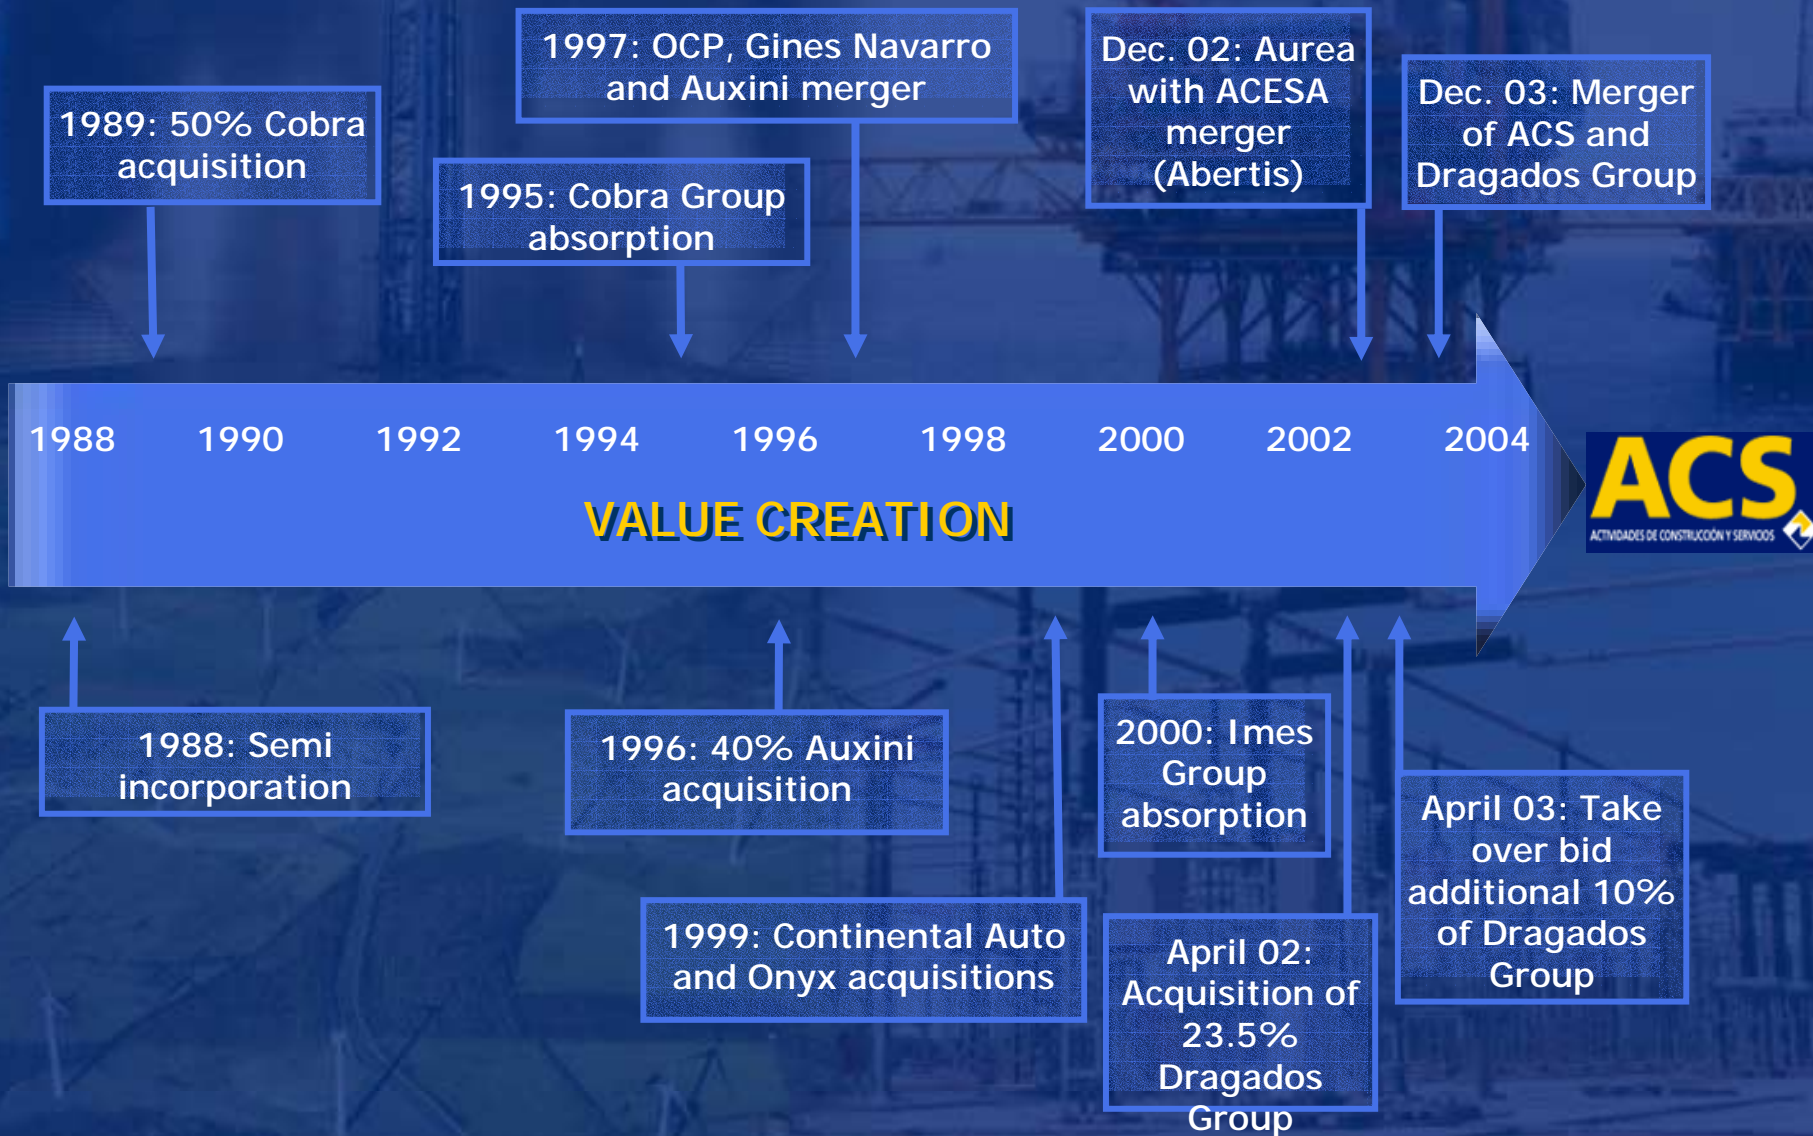 1997: OCP, Gines Navarro
and Auxini merger
Dec. 02: Aurea
with ACESA
merger
(Abertis)
Dec. 03: Merger
of ACS and
Dragados Group
1989: 50% Cobra
acquisition
1995: Cobra Group
absorption
1988 1990 1992 1994 1996 1998 2000 2002 2004
VALUE CREATION
ACS
ACTIVIDADES DE CONSTRUCCIÓN Y SERVICIOS
1988: Semi
incorporation
1996: 40% Auxini
acquisition
2000: Imes
Group
absorption
April 03: Take
over bid
additional 10%
of Dragados
Group
1999: Continental Auto
and Onyx acquisitions
April 02:
Acquisition of
23.5%
Dragados
Group